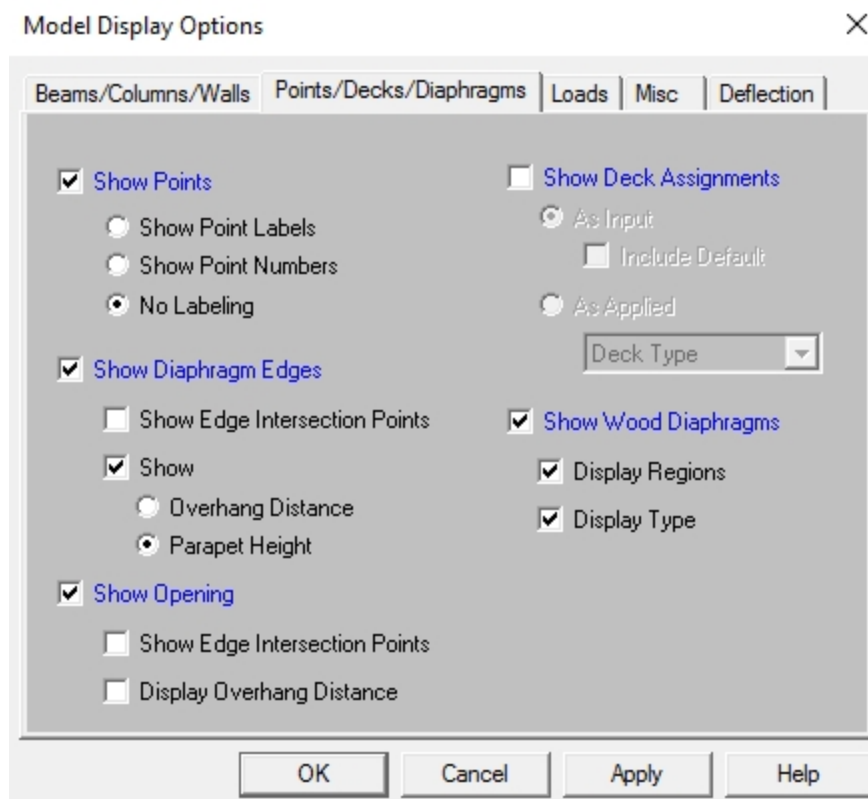 Model Display Options
Beams/Columns/Walls
Points/Decks/Diaphragms
Loads
Misc
Deflection
Show Points
Show Point Labels
Show Point Numbers
No Labeling
Show Diaphragm Edges
Show Edge Intersection Points
Show
Overhang Distance
Parapet Height
Show Opening
Show Edge Intersection Points
Display Overhang Distance
Show Deck Assignments
As Input
Include Default
As Applied
Deck Type
Show Wood Diaphragms
Display Regions
Display Type
OK
Cancel
Apply
Help